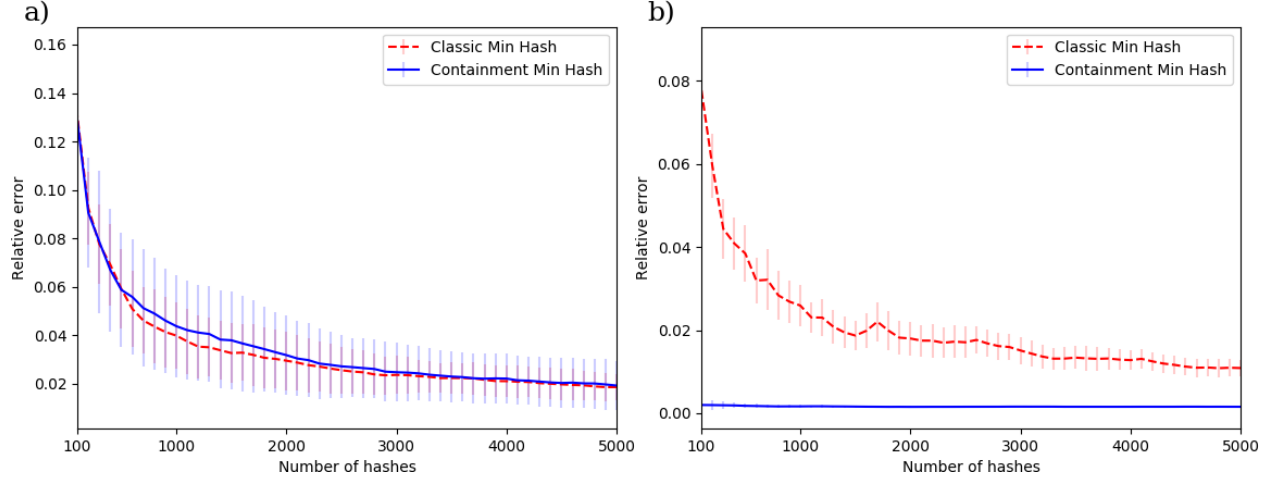 a)
Relative error
0.16
0.14
0.12
0.10
0.08
0.06
0.04
0.02
Classic Min Hash
Containment Min Hash
100 1000 2000 3000 4000 5000
Number of hashes
b)
Relative error
0.08
0.06
0.04
0.02
0.00
Classic Min Hash
Containment Min Hash
100 1000 2000 3000 4000 5000
Number of hashes